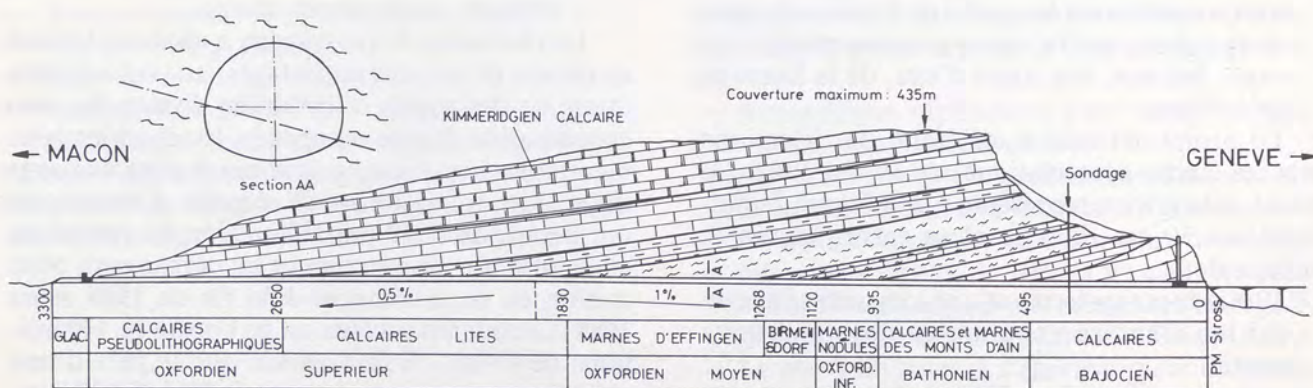 Couverture maximum : 435m
KIMMERIDGIEN CALCAIRE
MACON
GENEVE
section AA
Sondage
A
A
3300
2650
0,5 %
1830
1 %
1268
1120
935
495
PM Stross
GLAC
CALCAIRES PSEUDOLITHOGRAPHIQUES
CALCAIRES LITES
MARNES D'EFFINGEN
BIRMEN SDORF
MARNES à NODULES
CALCAIRES et MARNES DES MONTS D'AIN
CALCAIRES
OXFORDIEN SUPERIEUR
OXFORDIEN MOYEN
OXFORD. INF.
BATHONIEN
BAJOCIEN